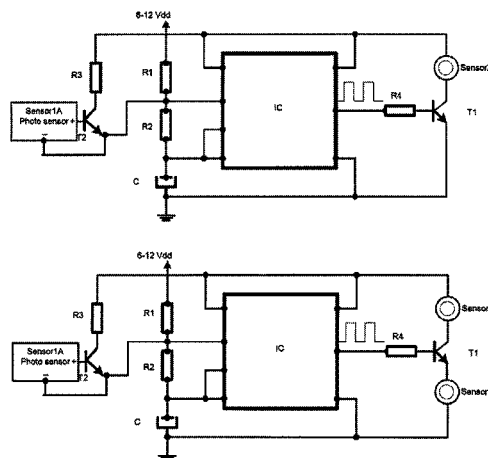 6-12 Vdd
R3
R1
Sensor2
Sensor1A
Photo sensor +
−
T2
R2
IC
R4
T1
C
6-12 Vdd
R3
R1
Sensor
Sensor1A
Photo sensor+
−
T2
R2
IC
R4
T1
Sensor
C